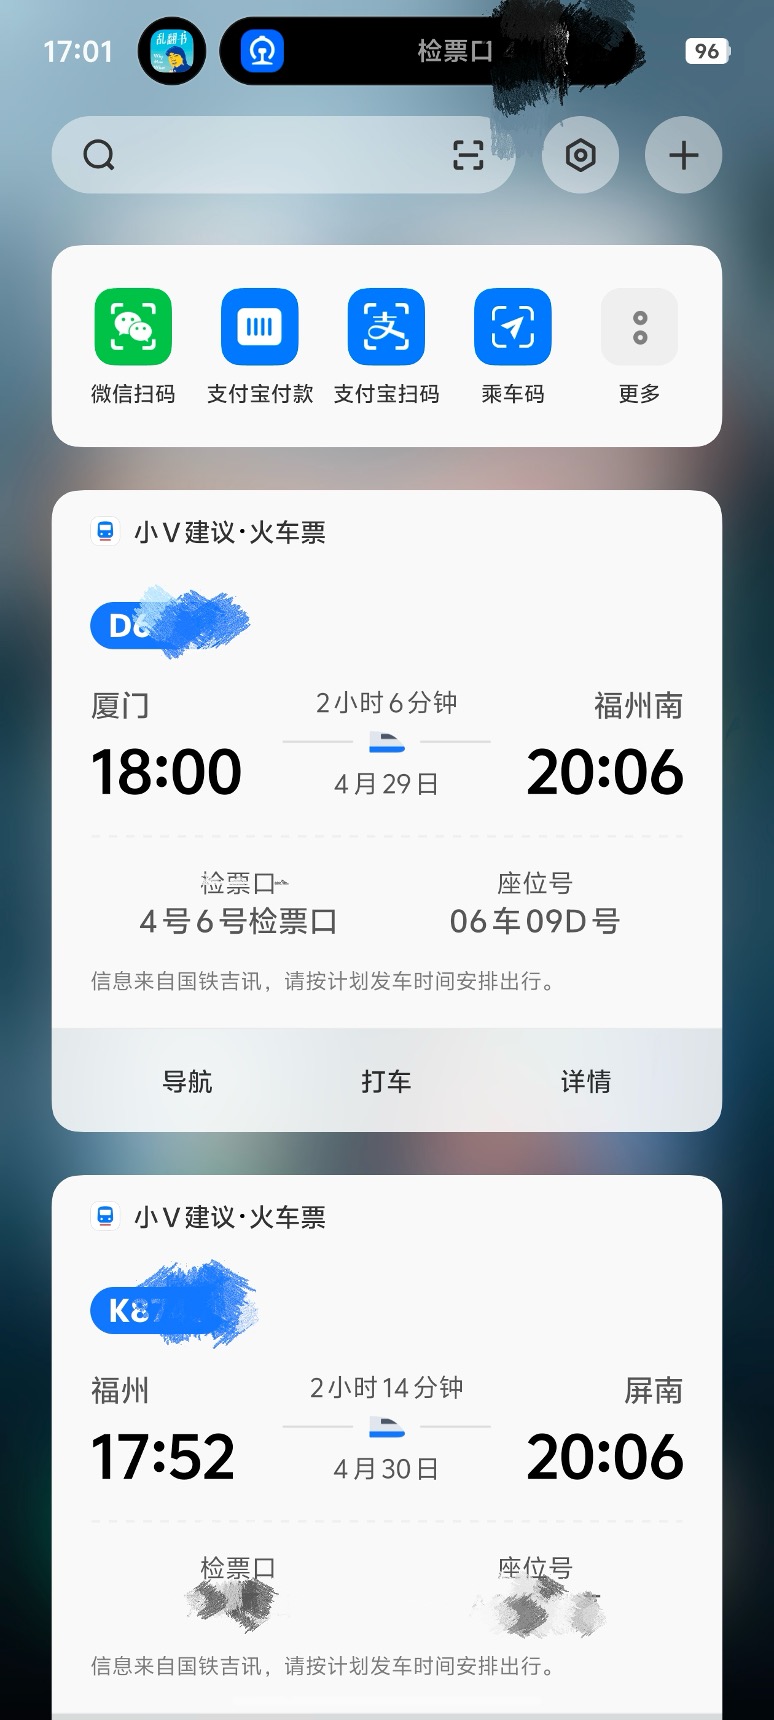 17:01
乱翻书
检票口
96
微信扫码 支付宝付款 支付宝扫码 乘车码 更多
小V建议·火车票
D6
厦门 2小时6分钟 福州南
18:00 4月29日 20:06
检票口 座位号
4号6号检票口 06车09D号
信息来自国铁吉讯，请按计划发车时间安排出行。
导航 打车 详情
小V建议·火车票
K87
福州 2小时14分钟 屏南
17:52 4月30日 20:06
检票口 座位号
信息来自国铁吉讯，请按计划发车时间安排出行。